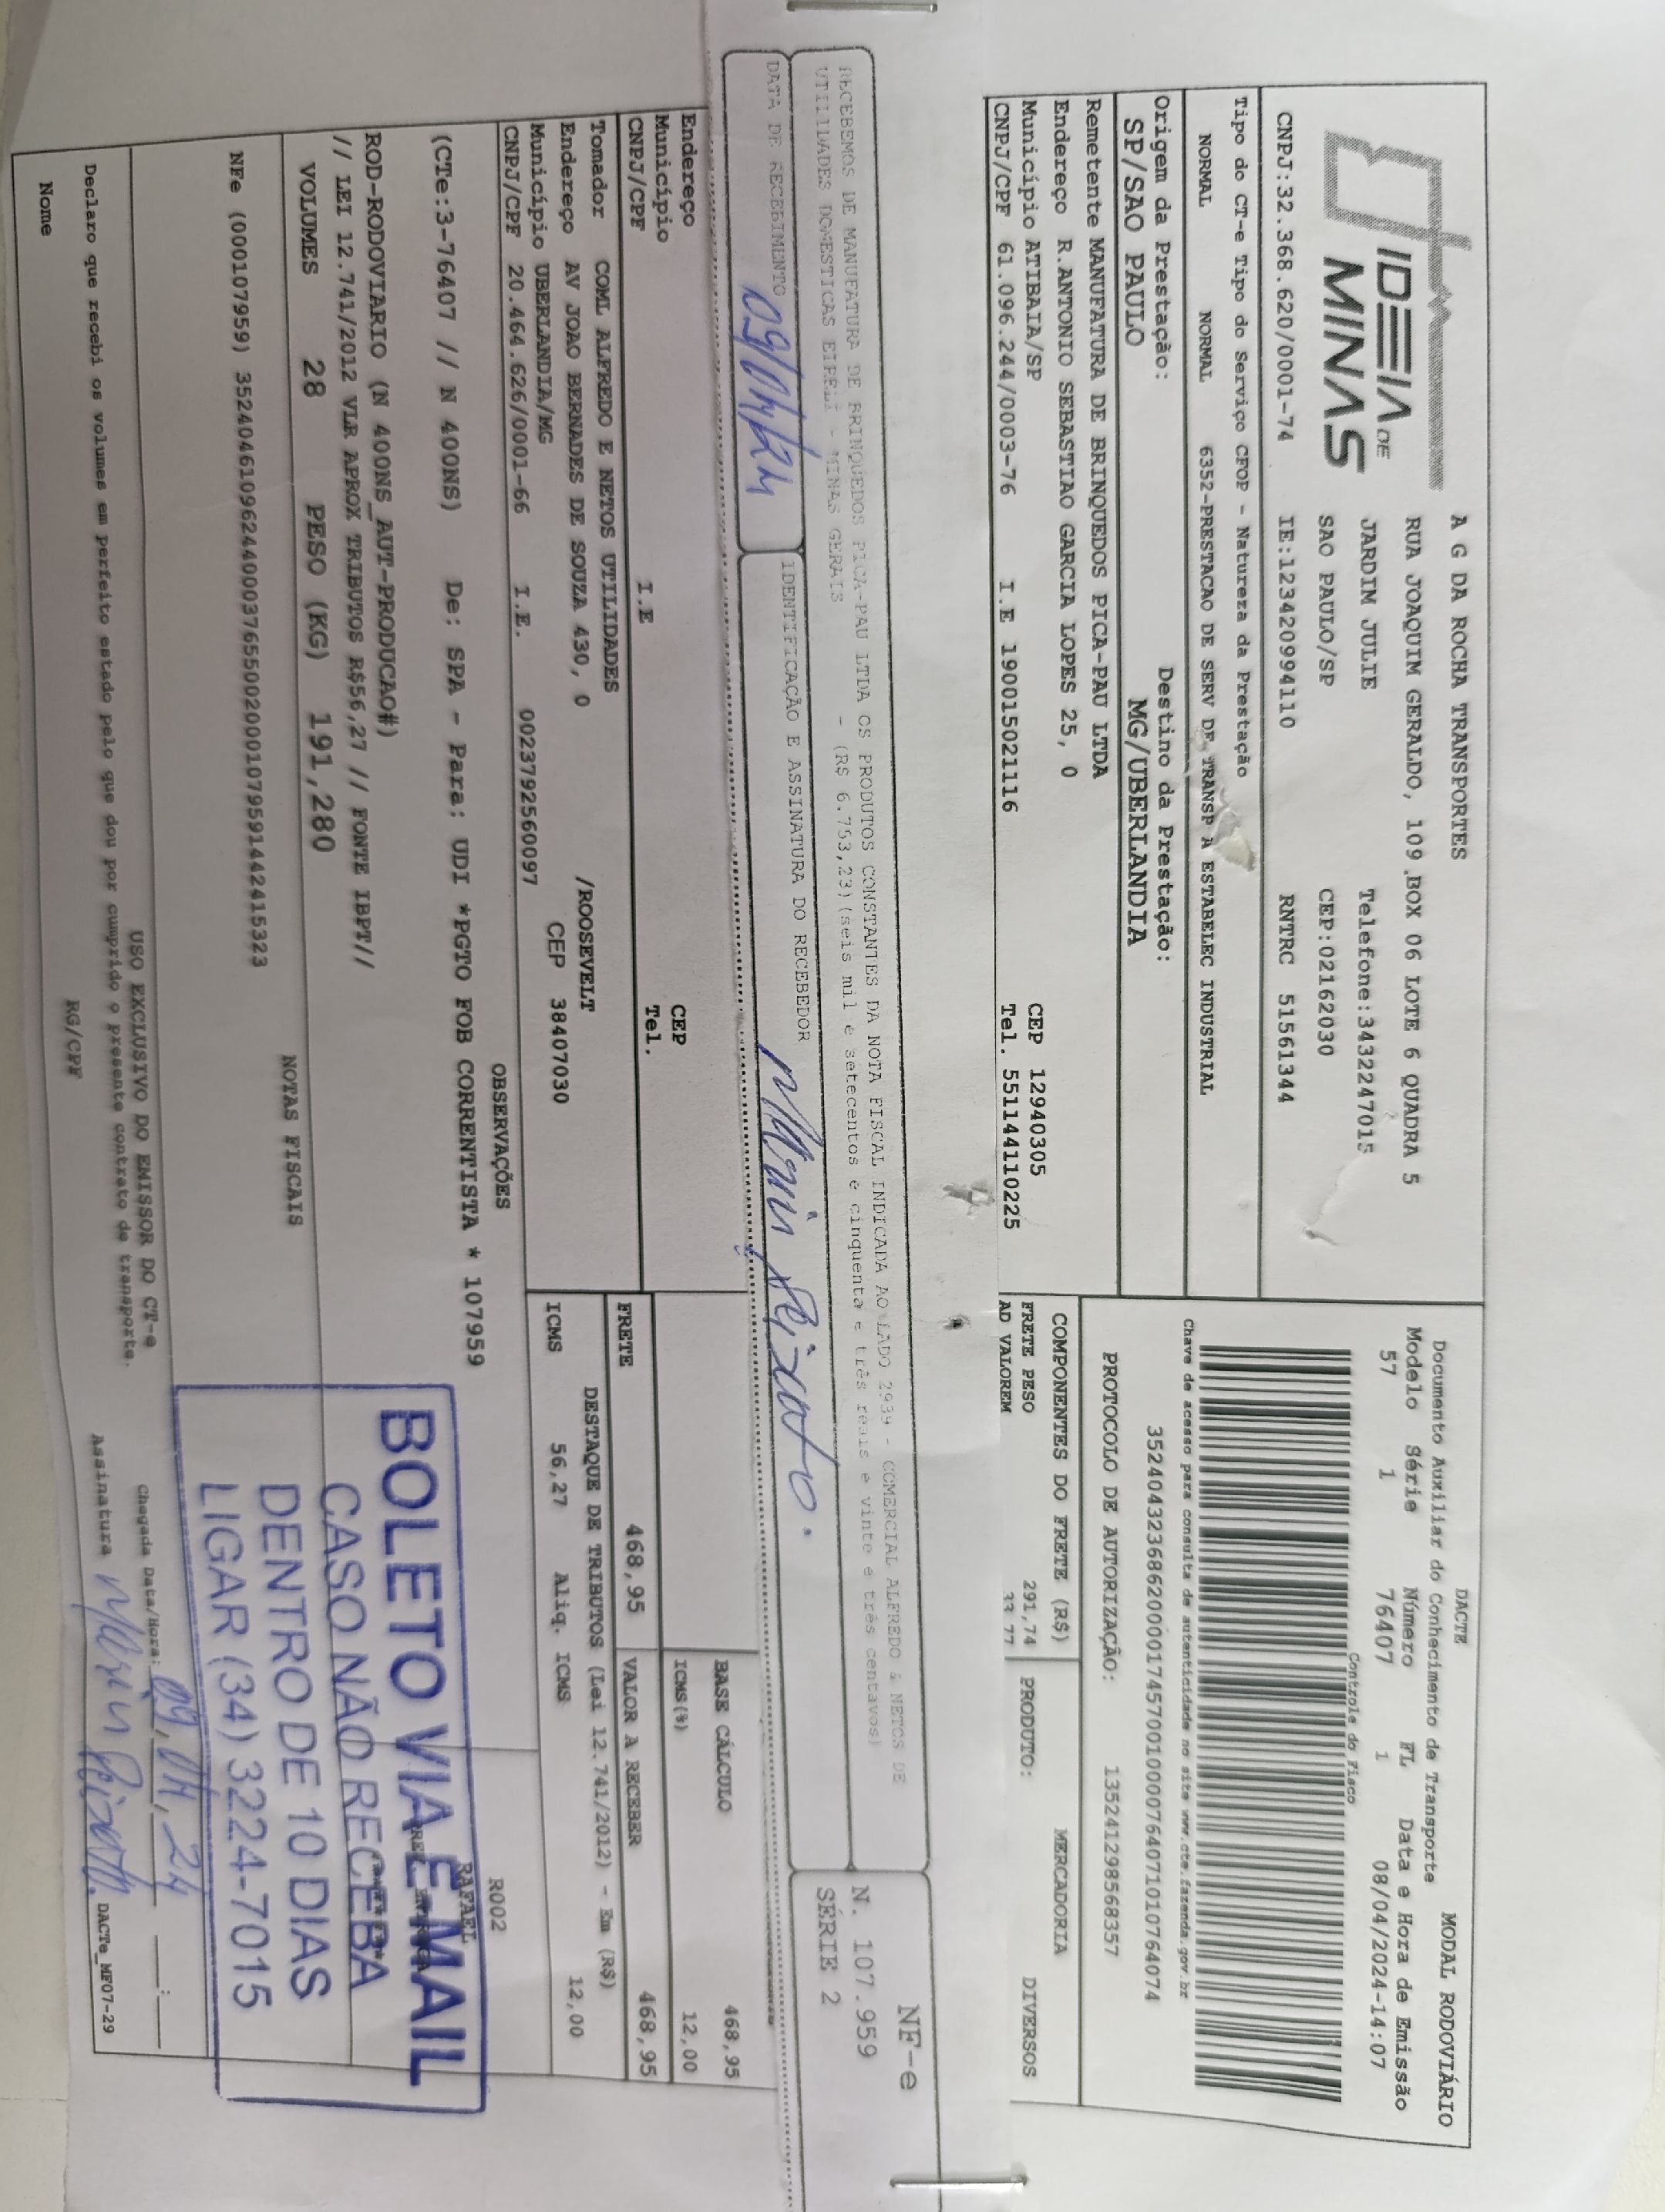 IDEIA DE
MINAS
A G DA ROCHA TRANSPORTES
RUA JOAQUIM GERALDO, 109.BOX 06 LOTE 6 QUADRA 5
JARDIM JULIE Telefone:3432247015
SAO PAULO/SP CEP:02162030
CNPJ:32.368.620/0001-74 IE:123420994110 RNTRC 51561344
DACTE MODAL RODOVIÁRIO
Documento Auxiliar do Conhecimento de Transporte
Modelo Série Número FL Data e Hora de Emissão
57 1 76407 1 08/04/2024-14:07
Controle do Fisco
Chave de acesso para consulta de autenticidade no site www.cte.fazenda.gov.br
35240432368620000174570010000764071010764074
PROTOCOLO DE AUTORIZAÇÃO: 135241298568357
Tipo do CT-e Tipo do Serviço CFOP - Natureza da Prestação
NORMAL NORMAL 6352-PRESTACAO DE SERV DE TRANSP A ESTABELEC INDUSTRIAL
Origem da Prestação: Destino da Prestação:
SP/SAO PAULO MG/UBERLANDIA
Remetente MANUFATURA DE BRINQUEDOS PICA-PAU LTDA
Endereço R.ANTONIO SEBASTIAO GARCIA LOPES 25, 0
Município ATIBAIA/SP CEP 12940305
CNPJ/CPF 61.096.244/0003-76 I.E 190015021116 Tel. 551144110225
COMPONENTES DO FRETE (R$) MERCADORIA
FRETE PESO 291,74 PRODUTO: DIVERSOS
AD VALOREM 33,77
RECEBEMOS DE MANUFATURA DE BRINQUEDOS PICA-PAU LTDA OS PRODUTOS CONSTANTES DA NOTA FISCAL INDICADA AO LADO 2939 - COMERCIAL ALFREDO & NETOS DE
UTILIDADES DOMESTICAS EIRELI - MINAS GERAIS - (R$ 6.753,23)(seis mil e setecentos e cinquenta e três reais e vinte e três centavos)
NF-e
N. 107.959
SÉRIE 2
DATA DE RECEBIMENTO IDENTIFICAÇÃO E ASSINATURA DO RECEBEDOR
09/04/24
Endereço
Município CEP
CNPJ/CPF I.E Tel.
BASE CÁLCULO 468,95
ICMS(%) 12,00
FRETE 468,95 VALOR A RECEBER 468,95
Tomador COML ALFREDO E NETOS UTILIDADES
Endereço AV JOAO BERNADES DE SOUZA 430, 0 /ROOSEVELT
Município UBERLANDIA/MG CEP 38407030
CNPJ/CPF 20.464.626/0001-66 I.E. 0023792560097
DESTAQUE DE TRIBUTOS (Lei 12.741/2012) - Em (R$)
ICMS 56,27 Aliq. ICMS 12,00
OBSERVAÇÕES
R002
RAFAEL
(CTe:3-76407 // N 400NS) De: SPA - Para: UDI *PGTO FOB CORRENTISTA * 107959
ROD-RODOVIARIO (N 400NS_AUT-PRODUCAO#)
// LEI 12.741/2012 VLR APROX TRIBUTOS R$56,27 // FONTE IBPT//
VOLUMES 28 PESO (KG) 191,280
NOTAS FISCAIS
NFe (000107959) 35240461096244000376550020001079591442415323
BOLETO VIA E-MAIL
CASO NÃO RECEBA
DENTRO DE 10 DIAS
LIGAR (34) 3224-7015
USO EXCLUSIVO DO EMISSOR DO CT-e
Declaro que recebi os volumes em perfeito estado pelo que dou por cumprido o presente contrato de transporte.
Chegada Data/Hora: 09, 04, 24
Nome RG/CPF Assinatura
DACTe_MF07-29